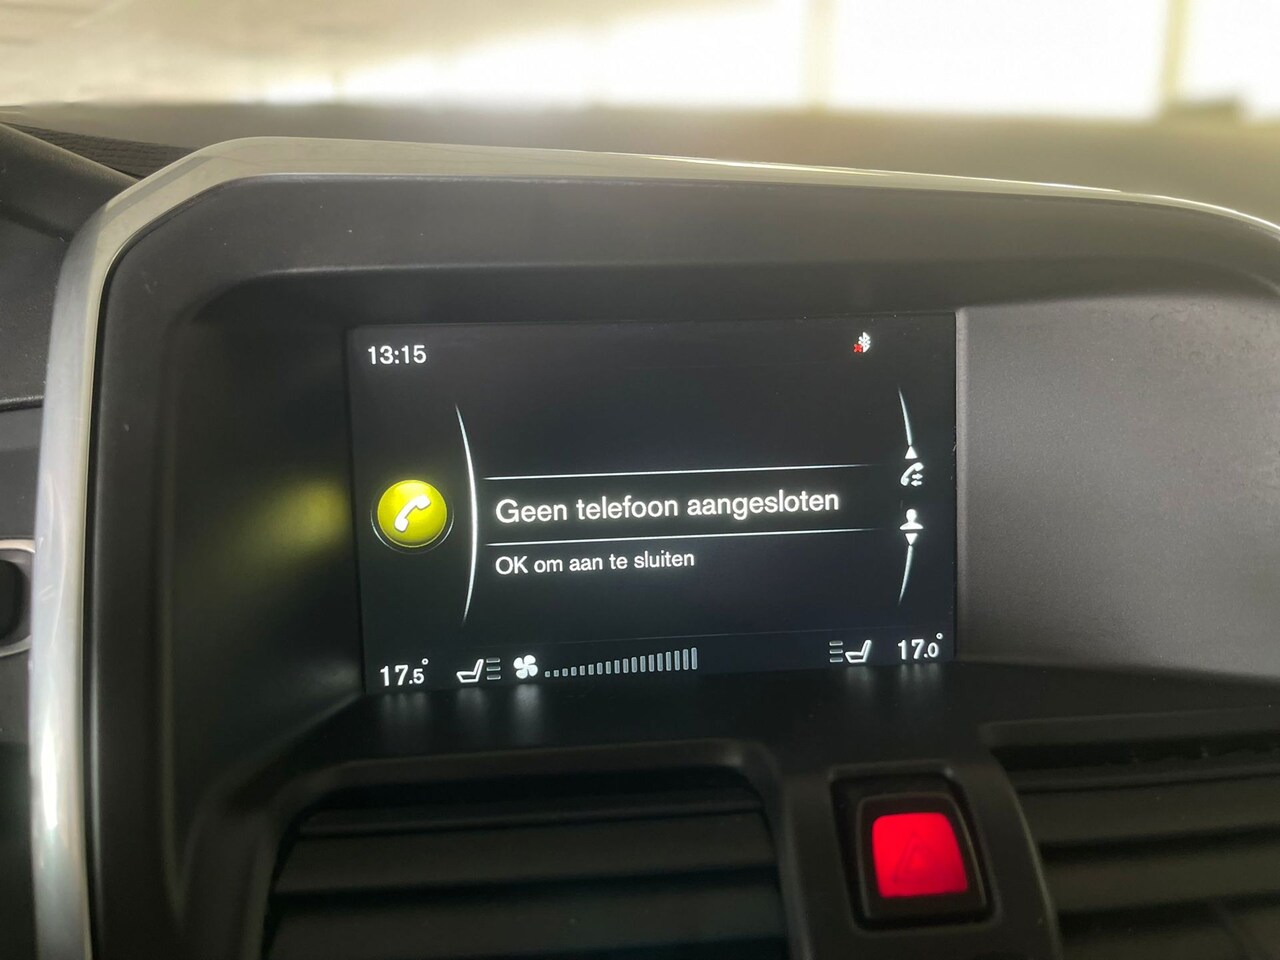 13:15
Geen telefoon aangesloten
OK om aan te sluiten
17.5°
17.0°